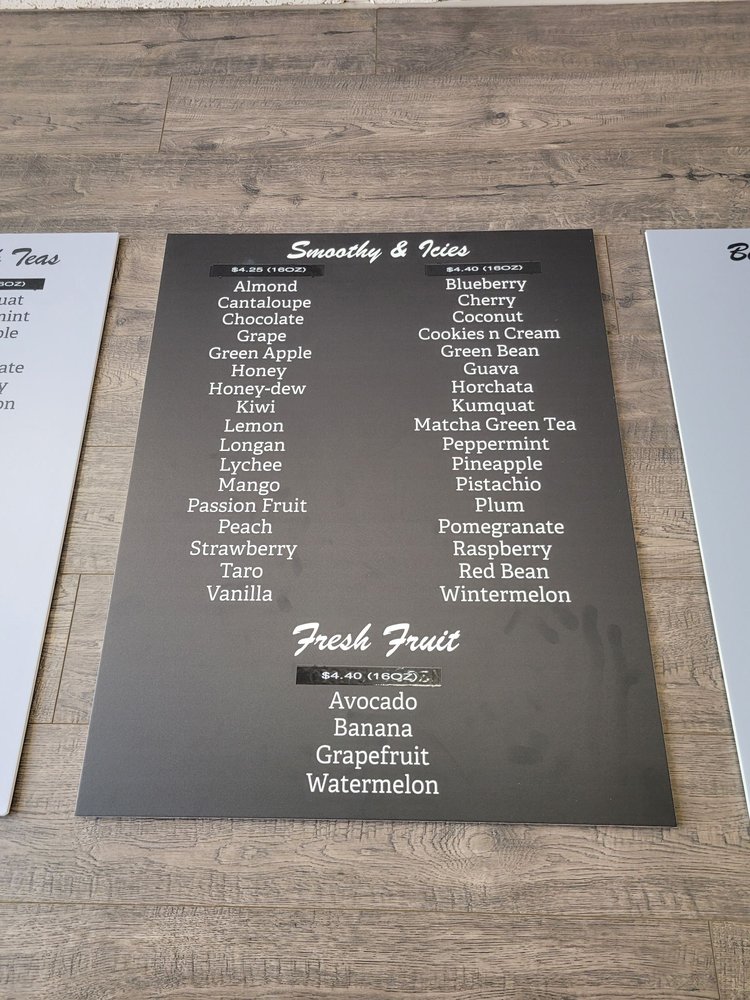 Teas
Smoothy & Icies
$4.25 (16OZ)
Almond
Cantaloupe
Chocolate
Grape
Green Apple
Honey
Honey-dew
Kiwi
Lemon
Longan
Lychee
Mango
Passion Fruit
Peach
Strawberry
Taro
Vanilla
$4.40 (16OZ)
Blueberry
Cherry
Coconut
Cookies n Cream
Green Bean
Guava
Horchata
Kumquat
Matcha Green Tea
Peppermint
Pineapple
Pistachio
Plum
Pomegranate
Raspberry
Red Bean
Wintermelon
Fresh Fruit
$4.40 (16OZ)
Avocado
Banana
Grapefruit
Watermelon